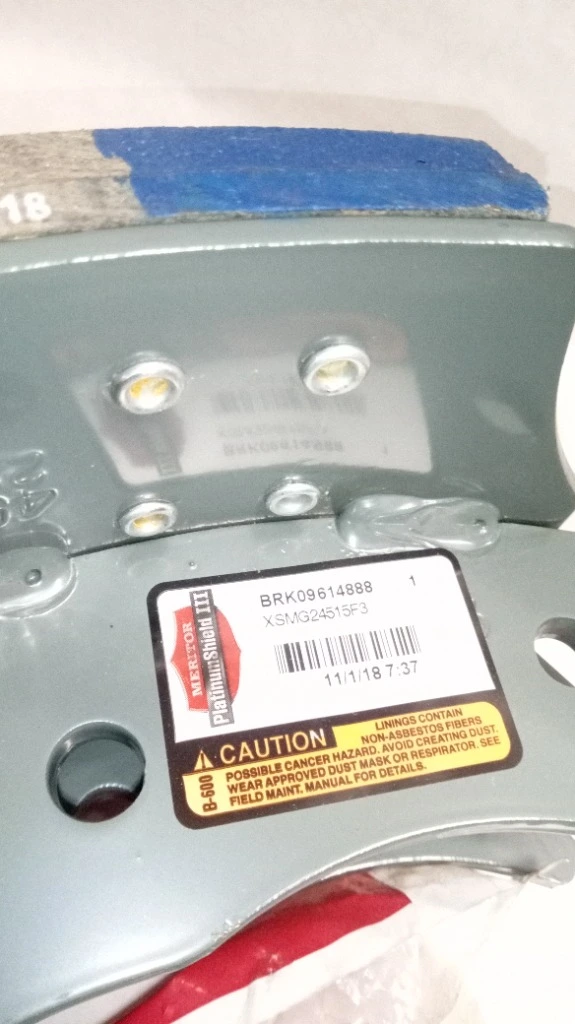 18
BRK09614888 1
XSMG24515F3
MERITOR
PlatinumShield III
11/1/18 7:37
CAUTION
LININGS CONTAIN
NON-ASBESTOS FIBERS
POSSIBLE CANCER HAZARD. AVOID CREATING DUST.
WEAR APPROVED DUST MASK OR RESPIRATOR. SEE
FIELD MAINT. MANUAL FOR DETAILS.
B-600